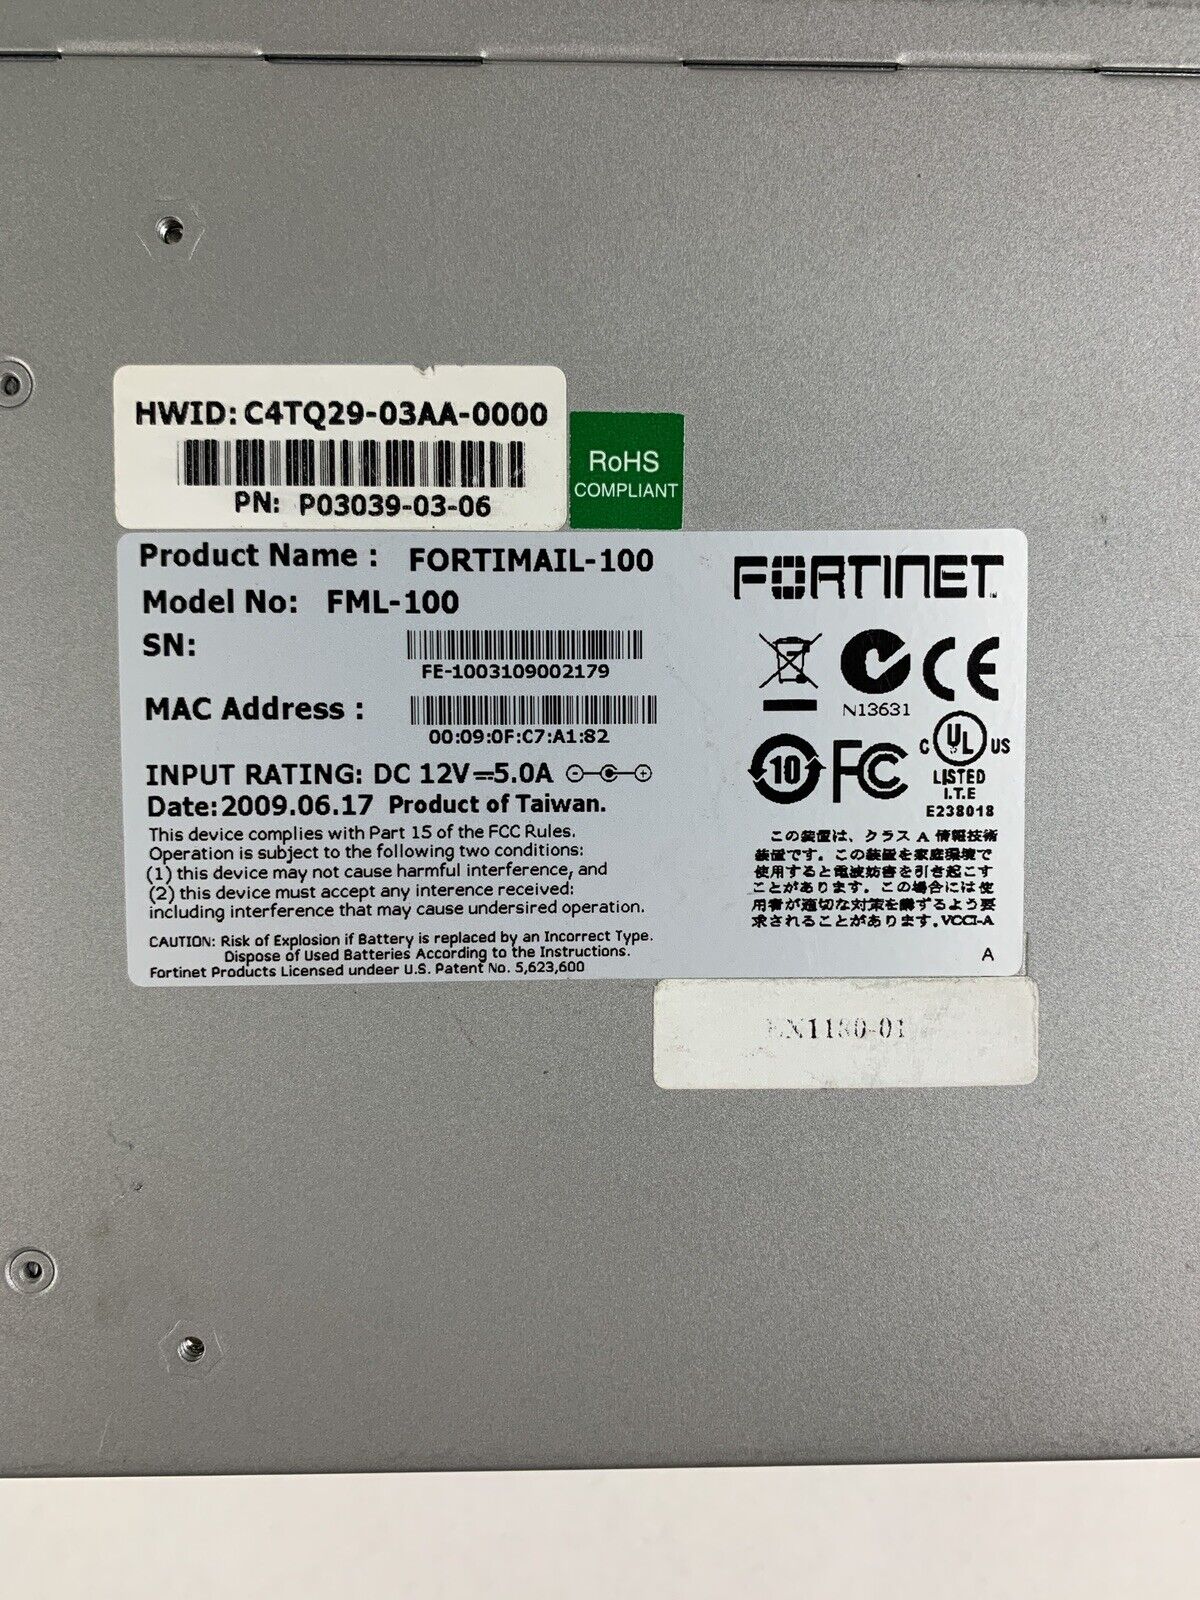 HWID: C4TQ29-03AA-0000
PN: P03039-03-06
RoHS
COMPLIANT
Product Name : FORTIMAIL-100
Model No: FML-100
SN:
FE-1003109002179
MAC Address :
00:09:0F:C7:A1:82
INPUT RATING: DC 12V⎓5.0A
Date:2009.06.17 Product of Taiwan.
This device complies with Part 15 of the FCC Rules.
Operation is subject to the following two conditions:
(1) this device may not cause harmful interference, and
(2) this device must accept any interence received:
including interference that may cause undersired operation.
CAUTION: Risk of Explosion if Battery is replaced by an Incorrect Type.
Dispose of Used Batteries According to the Instructions.
Fortinet Products Licensed undeer U.S. Patent No. 5,623,600
FORTINET
N13631
CE
10
FC
C UL US
LISTED
I.T.E
E238018
この装置は、クラス A 情報技術
装置です。この装置を家庭環境で
使用すると電波妨害を引き起こす
ことがあります。この場合には使
用者が適切な対策を講ずるよう要
求されることがあります。VCCI-A
A